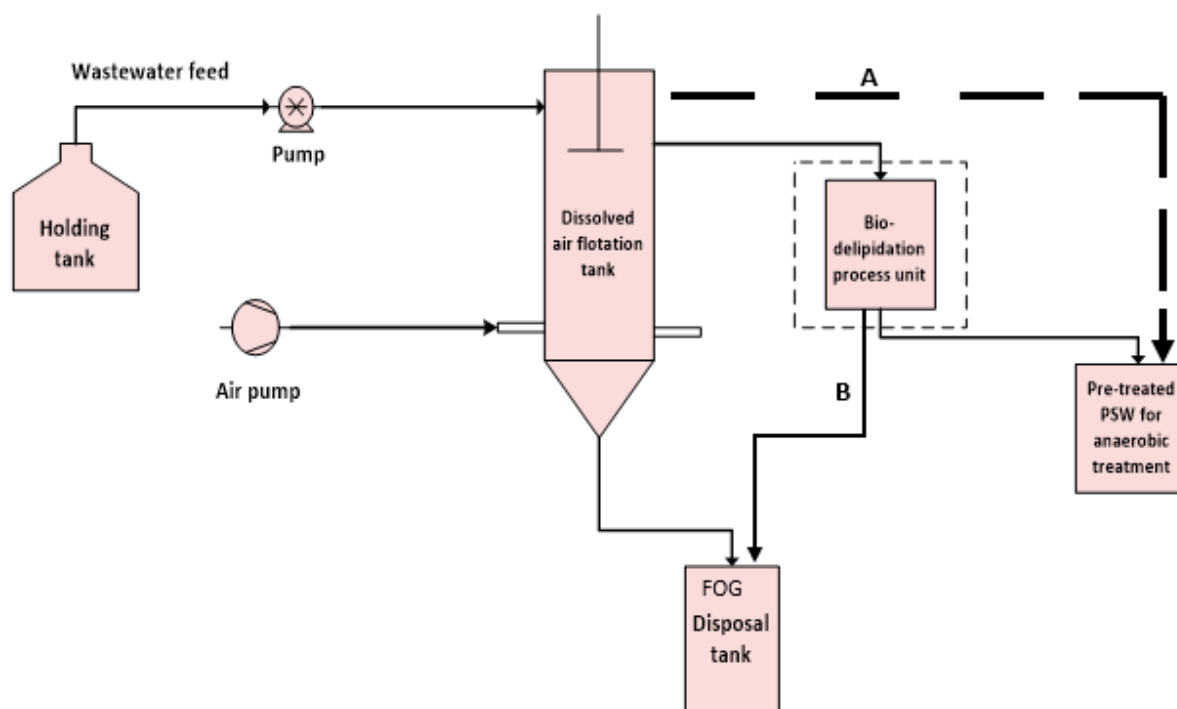 Wastewater feed
A
Pump
Holding
tank
Dissolved
air flotation
tank
Bio-
delipidation
process unit
Air pump
B
Pre-treated
PSW for
anaerobic
treatment
FOG
Disposal
tank